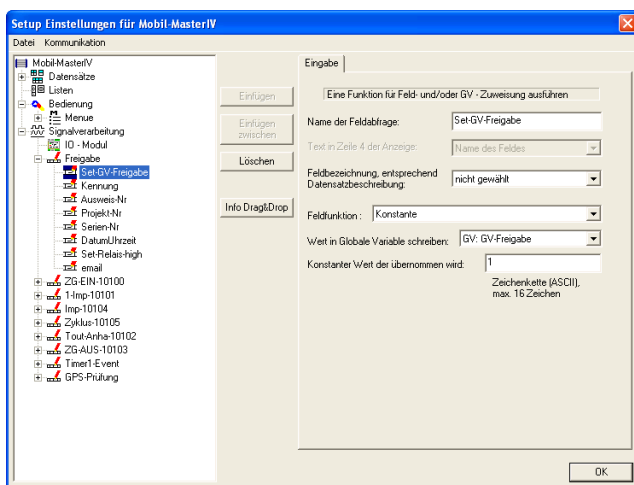 Setup Einstellungen für Mobil-MasterIV
Datei Kommunikation
Mobil-MasterIV
Datensätze
Listen
Bedienung
Menue
Signalverarbeitung
IO - Modul
Freigabe
Set-GV-Freigabe
Kennung
Ausweis-Nr
Projekt-Nr
Serien-Nr
DatumUhrzeit
Set-Relais-high
email
ZG-EIN-10100
1-Imp-10101
Imp-10104
Zyklus-10105
Tout-Anha-10102
ZG-AUS-10103
Timer1-Event
GPS-Prüfung
Einfügen
Einfügen
zwischen
Löschen
Info Drag&Drop
Eingabe
Eine Funktion für Feld- und/oder GV - Zuweisung ausführen
Name der Feldabfrage: Set-GV-Freigabe
Text in Zeile 4 der Anzeige: Name des Feldes
Feldbezeichnung, entsprechend
Datensatzbeschreibung: nicht gewählt
Feldfunktion : Konstante
Wert in Globale Variable schreiben: GV: GV-Freigabe
Konstanter Wert der übernommen wird: 1
Zeichenkette (ASCII),
max. 16 Zeichen
OK